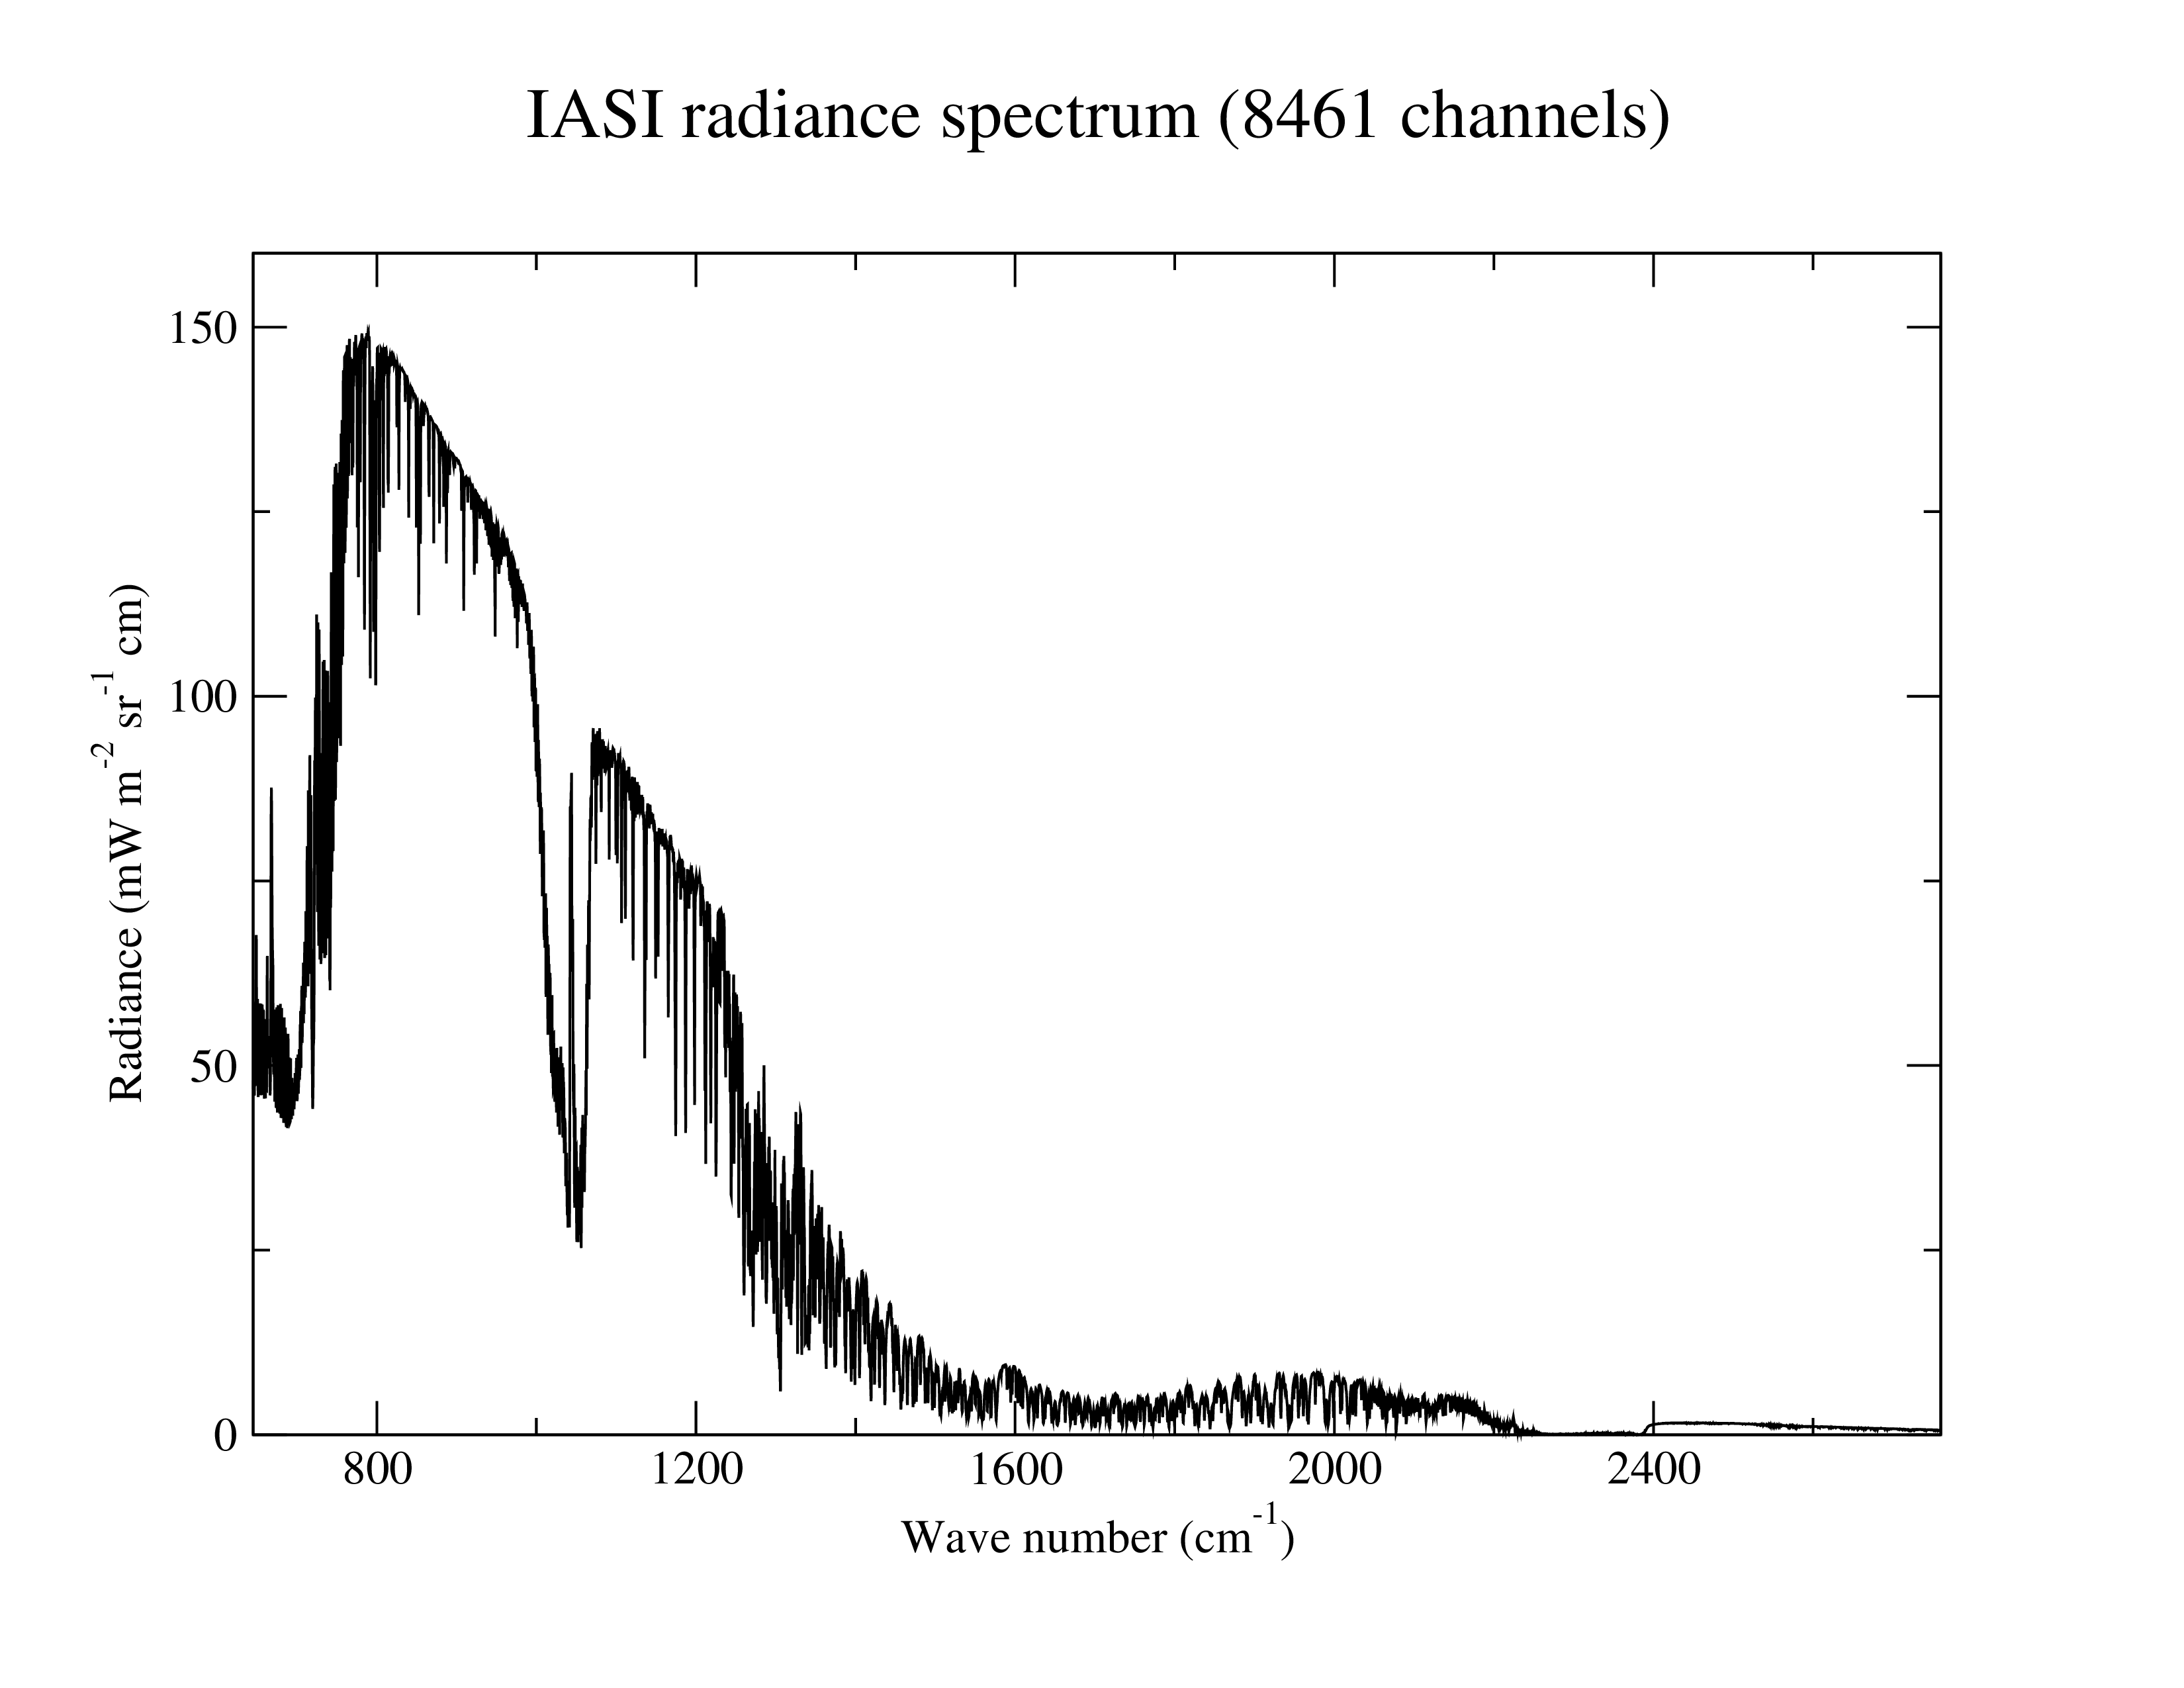 IASI radiance spectrum (8461 channels)
Radiance (mW m-2 sr-1 cm)
150
100
50
0
800 1200 1600 2000 2400
Wave number (cm-1)